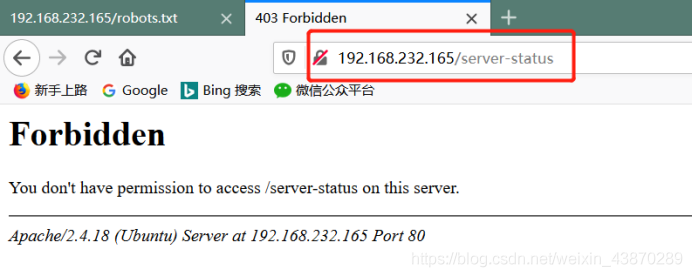 192.168.232.165/robots.txt
403 Forbidden
192.168.232.165/server-status
新手上路 Google Bing 搜索 微信公众平台
Forbidden
You don't have permission to access /server-status on this server.
Apache/2.4.18 (Ubuntu) Server at 192.168.232.165 Port 80
https://blog.csdn.net/weixin_43870289